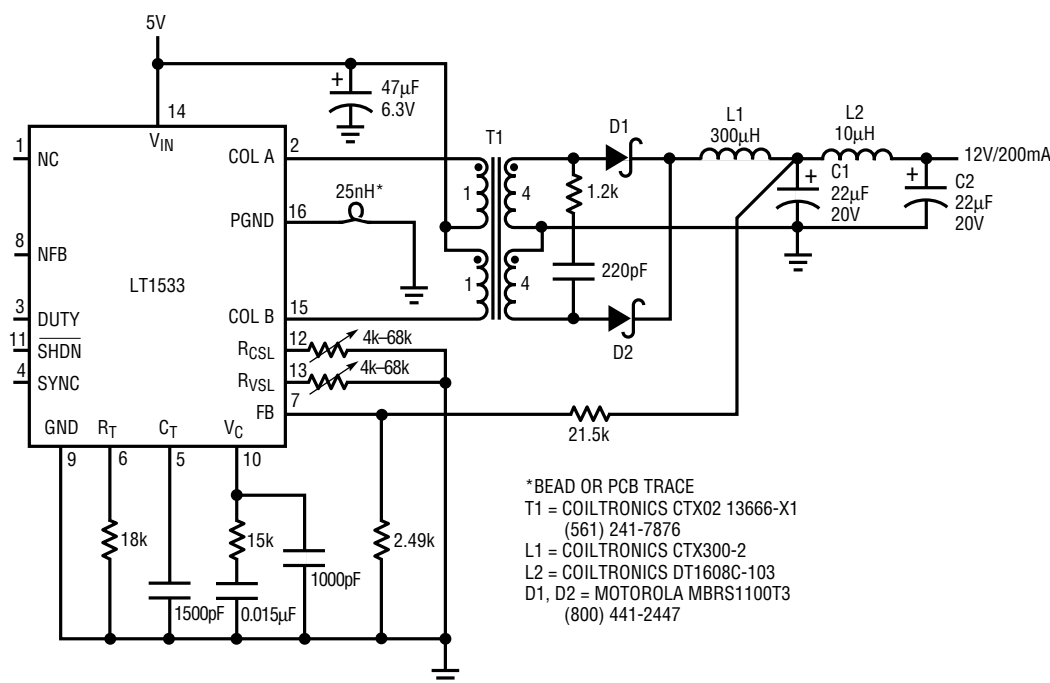 5V
+
47µF
6.3V
14
V_IN
1
NC
COL A
2
T1
D1
L1
300µH
L2
10µH
12V/200mA
+
C1
22µF
20V
+
C2
22µF
20V
1
4
1.2k
25nH*
PGND
16
8
NFB
LT1533
1
4
220pF
3
DUTY
COL B
15
11
SHDN
R_CSL
12
4k–68k
D2
4
SYNC
R_VSL
13
4k–68k
FB
7
21.5k
GND
R_T
C_T
V_C
9
6
5
10
18k
15k
2.49k
1000pF
1500pF
0.015µF
*BEAD OR PCB TRACE
T1 = COILTRONICS CTX02 13666-X1
(561) 241-7876
L1 = COILTRONICS CTX300-2
L2 = COILTRONICS DT1608C-103
D1, D2 = MOTOROLA MBRS1100T3
(800) 441-2447